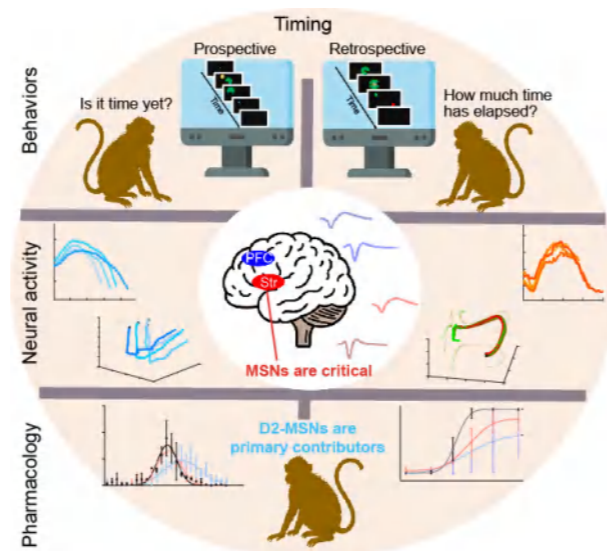 Timing
Prospective
Retrospective
Is it time yet?
Time
Time
How much time
has elapsed?
Behaviors
PFC
Str
MSNs are critical
Neural activity
D2-MSNs are
primary contributors
Pharmacology